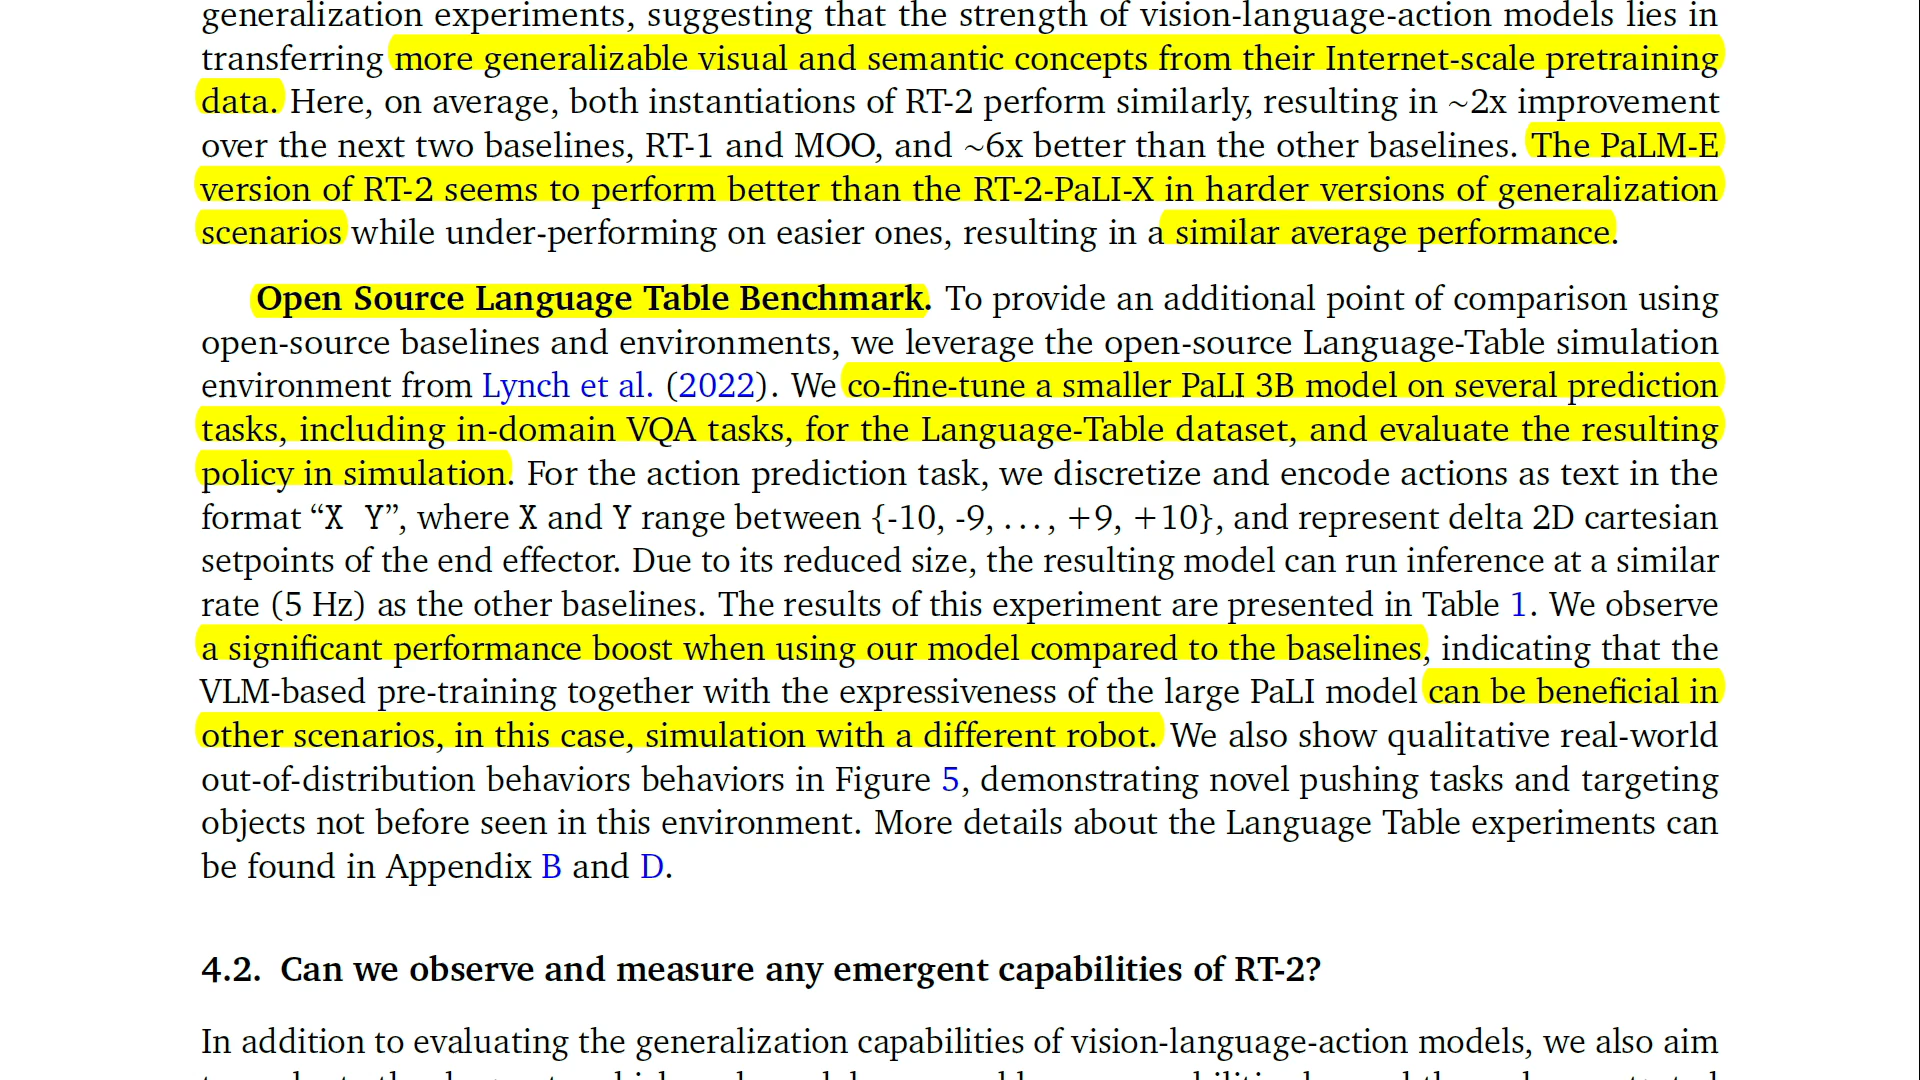 generalization experiments, suggesting that the strength of vision-language-action models lies in
transferring more generalizable visual and semantic concepts from their Internet-scale pretraining
data. Here, on average, both instantiations of RT-2 perform similarly, resulting in ~2x improvement
over the next two baselines, RT-1 and MOO, and ~6x better than the other baselines. The PaLM-E
version of RT-2 seems to perform better than the RT-2-PaLI-X in harder versions of generalization
scenarios while under-performing on easier ones, resulting in a similar average performance.
Open Source Language Table Benchmark. To provide an additional point of comparison using
open-source baselines and environments, we leverage the open-source Language-Table simulation
environment from Lynch et al. (2022). We co-fine-tune a smaller PaLI 3B model on several prediction
tasks, including in-domain VQA tasks, for the Language-Table dataset, and evaluate the resulting
policy in simulation. For the action prediction task, we discretize and encode actions as text in the
format “X Y”, where X and Y range between {-10, -9, . . . , +9, +10}, and represent delta 2D cartesian
setpoints of the end effector. Due to its reduced size, the resulting model can run inference at a similar
rate (5 Hz) as the other baselines. The results of this experiment are presented in Table 1. We observe
a significant performance boost when using our model compared to the baselines, indicating that the
VLM-based pre-training together with the expressiveness of the large PaLI model can be beneficial in
other scenarios, in this case, simulation with a different robot. We also show qualitative real-world
out-of-distribution behaviors behaviors in Figure 5, demonstrating novel pushing tasks and targeting
objects not before seen in this environment. More details about the Language Table experiments can
be found in Appendix B and D.
4.2. Can we observe and measure any emergent capabilities of RT-2?
In addition to evaluating the generalization capabilities of vision-language-action models, we also aim